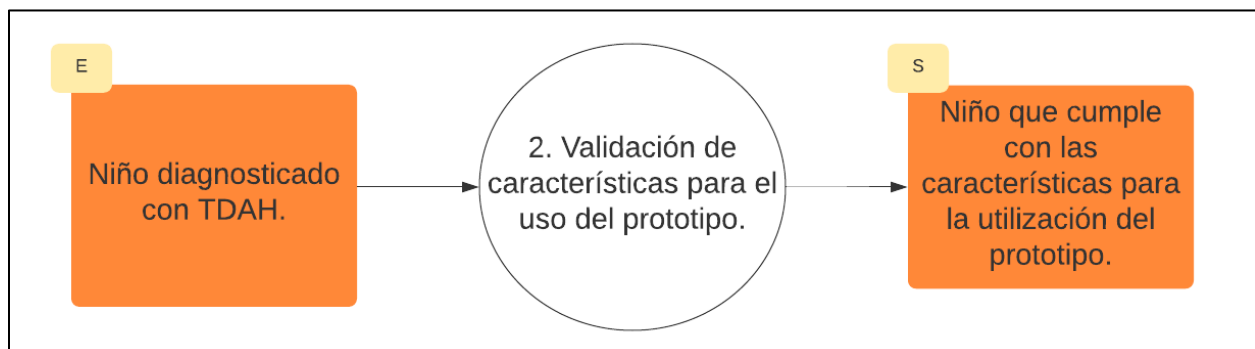 E
Niño diagnosticado
con TDAH.
2. Validación de
características para el
uso del prototipo.
S
Niño que cumple
con las
características para
la utilización del
prototipo.